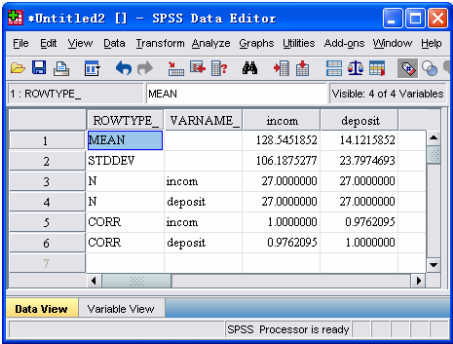 *Untitled2 [] - SPSS Data Editor
File Edit View Data Transform Analyze Graphs Utilities Add-ons Window Help
1 : ROWTYPE_ MEAN Visible: 4 of 4 Variables
ROWTYPE_ VARNAME_ incom deposit
1 MEAN 128.5451852 14.1215852
2 STDDEV 106.1875277 23.7974693
3 N incom 27.0000000 27.0000000
4 N deposit 27.0000000 27.0000000
5 CORR incom 1.0000000 0.9762095
6 CORR deposit 0.9762095 1.0000000
7
Data View Variable View
SPSS Processor is ready